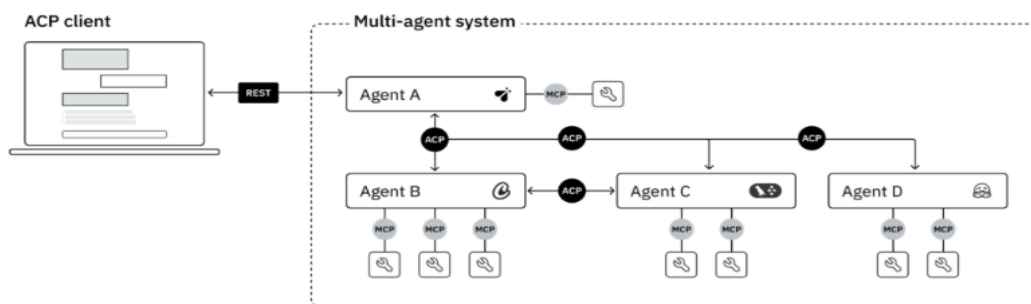 ACP client
Multi-agent system
REST
Agent A
MCP
ACP
ACP
ACP
Agent B
ACP
Agent C
Agent D
MCP
MCP
MCP
MCP
MCP
MCP
MCP